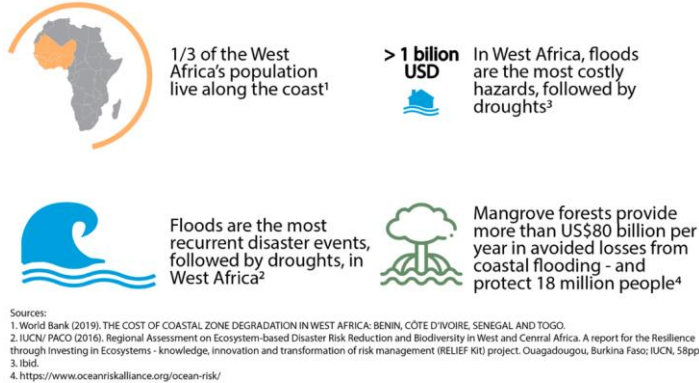 1/3 of the West
Africa's population
live along the coast¹
> 1 bilion
USD
In West Africa, floods
are the most costly
hazards, followed by
droughts³
Floods are the most
recurrent disaster events,
followed by droughts, in
West Africa²
Mangrove forests provide
more than US$80 billion per
year in avoided losses from
coastal flooding - and
protect 18 million people⁴
Sources:
1. World Bank (2019). THE COST OF COASTAL ZONE DEGRADATION IN WEST AFRICA: BENIN, CÔTE D'IVOIRE, SENEGAL AND TOGO.
2. IUCN/ PACO (2016). Regional Assessment on Ecosystem-based Disaster Risk Reduction and Biodiversity in West and Cenrral Africa. A report for the Resilience
through Investing in Ecosystems - knowledge, innovation and transformation of risk management (RELIEF Kit) project. Ouagadougou, Burkina Faso; IUCN, 58pp
3. Ibid.
4. https://www.oceanriskalliance.org/ocean-risk/